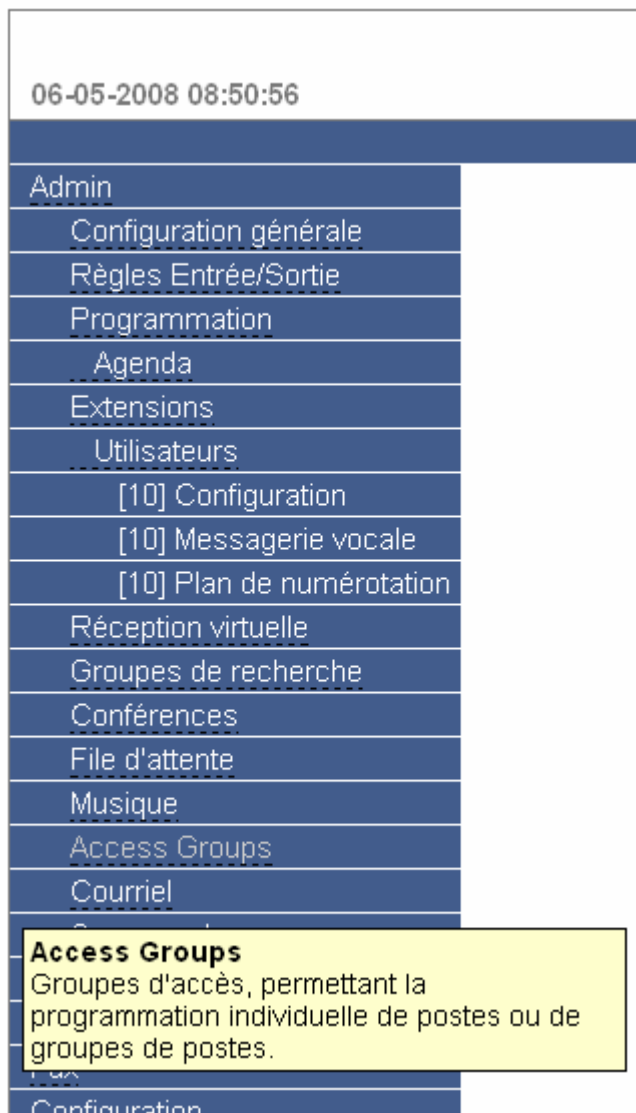 06-05-2008 08:50:56
Admin
Configuration générale
Règles Entrée/Sortie
Programmation
Agenda
Extensions
Utilisateurs
[10] Configuration
[10] Messagerie vocale
[10] Plan de numérotation
Réception virtuelle
Groupes de recherche
Conférences
File d'attente
Musique
Access Groups
Courriel
Access Groups
Groupes d'accès, permettant la
programmation individuelle de postes ou de
groupes de postes.
Fax
Configuration